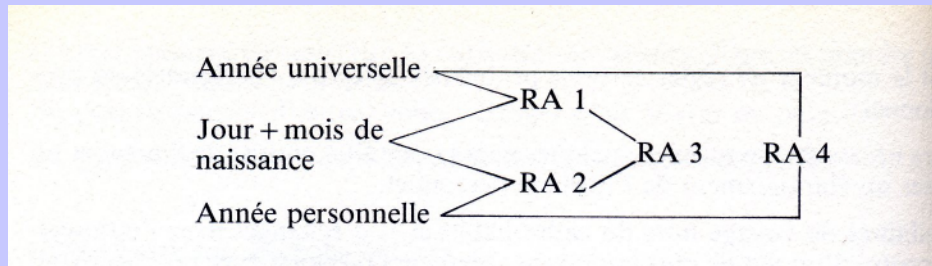 Année universelle
RA 1
Jour + mois de
naissance
RA 3 RA 4
RA 2
Année personnelle